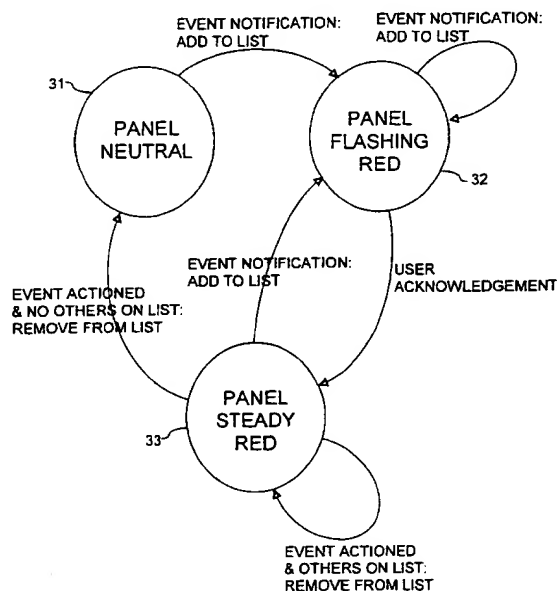 EVENT NOTIFICATION:
ADD TO LIST
EVENT NOTIFICATION:
ADD TO LIST
31
PANEL
NEUTRAL
PANEL
FLASHING
RED
32
EVENT NOTIFICATION:
ADD TO LIST
USER
ACKNOWLEDGEMENT
EVENT ACTIONED
& NO OTHERS ON LIST:
REMOVE FROM LIST
PANEL
STEADY
RED
33
EVENT ACTIONED
& OTHERS ON LIST:
REMOVE FROM LIST